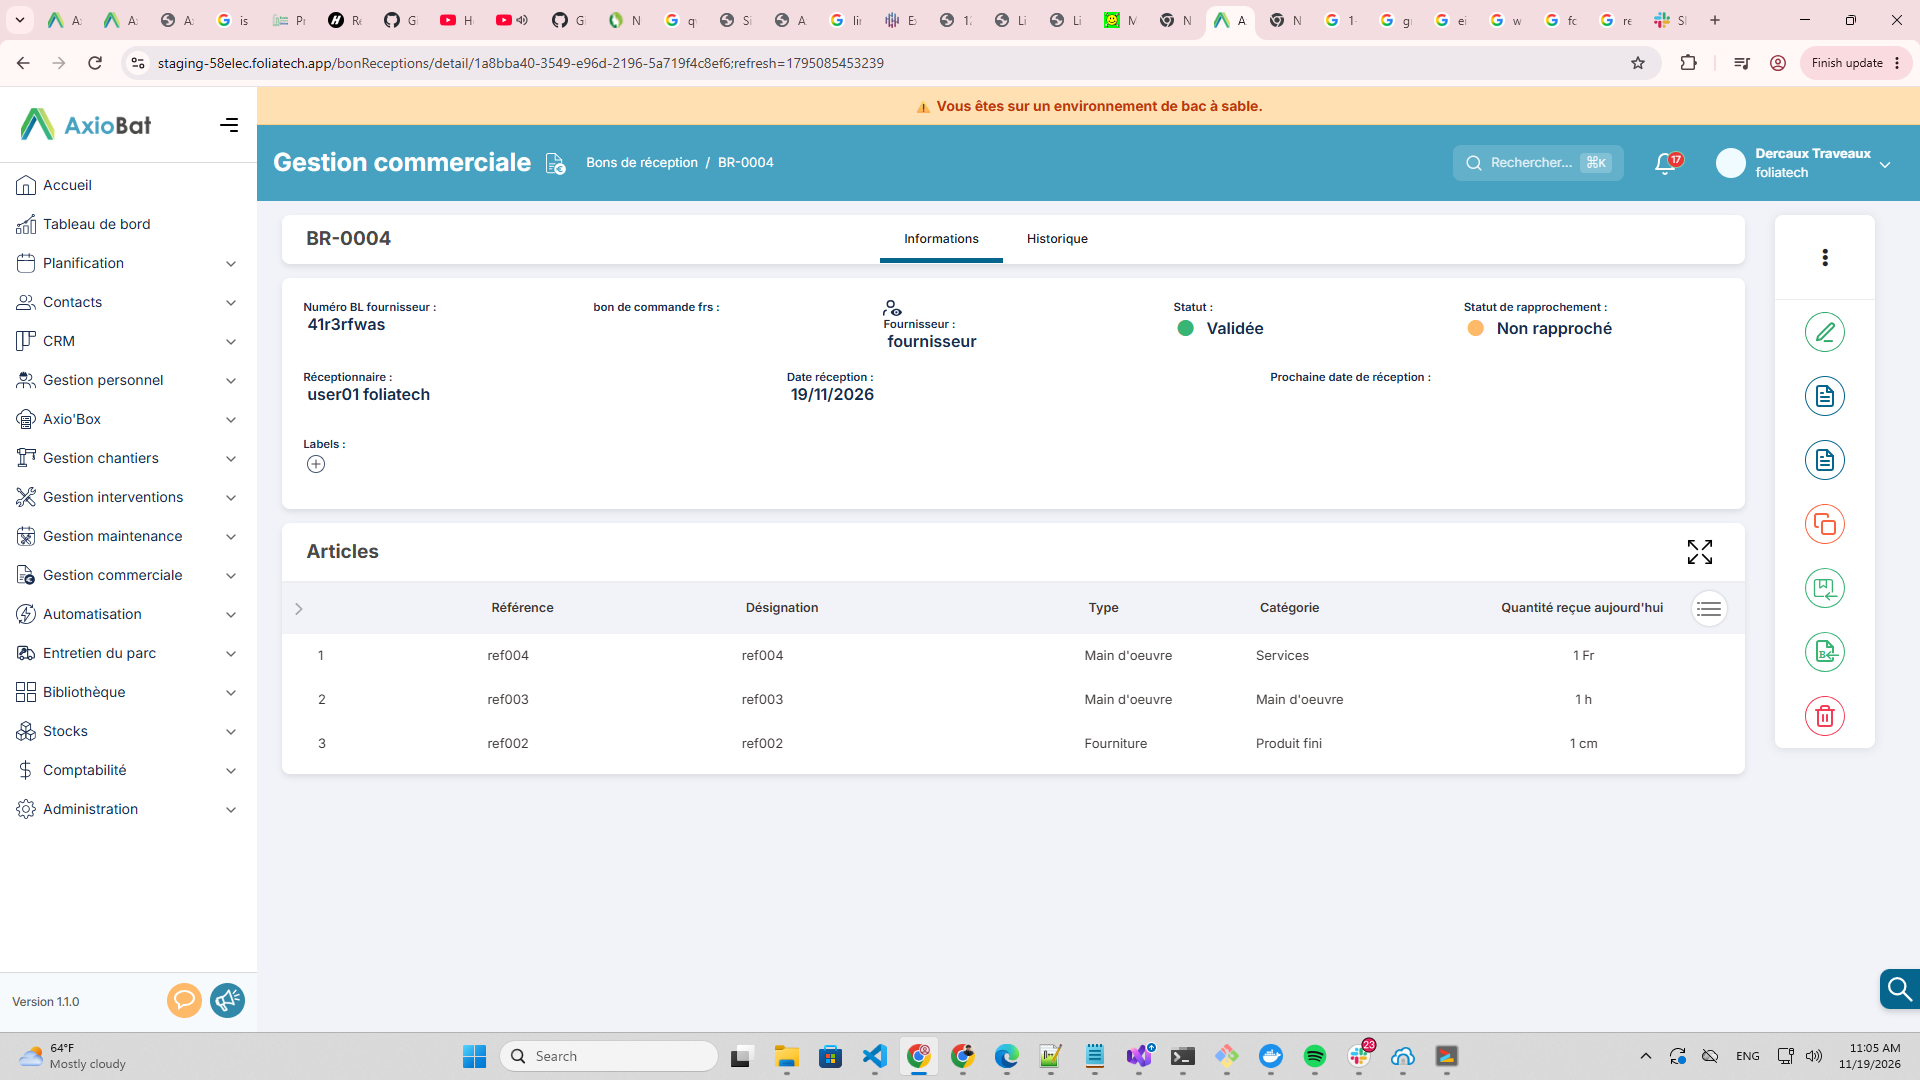 staging-58elec.foliatech.app/bonReceptions/detail/1a8bba40-3549-e96d-2196-5a719f4c8ef6;refresh=1795085453239
Finish update
AxioBat
⚠ Vous êtes sur un environnement de bac à sable.
Gestion commerciale
Bons de réception / BR-0004
Rechercher... ⌘K
17
Dercaux Traveaux
foliatech
Accueil
Tableau de bord
Planification
Contacts
CRM
Gestion personnel
Axio'Box
Gestion chantiers
Gestion interventions
Gestion maintenance
Gestion commerciale
Automatisation
Entretien du parc
Bibliothèque
Stocks
Comptabilité
Administration
Version 1.1.0
BR-0004
Informations
Historique
Numéro BL fournisseur :
41r3rfwas
bon de commande frs :
Fournisseur :
fournisseur
Statut :
Validée
Statut de rapprochement :
Non rapproché
Réceptionnaire :
user01 foliatech
Date réception :
19/11/2026
Prochaine date de réception :
Labels :
Articles
Référence Désignation Type Catégorie Quantité reçue aujourd'hui
1 ref004 ref004 Main d'oeuvre Services 1 Fr
2 ref003 ref003 Main d'oeuvre Main d'oeuvre 1 h
3 ref002 ref002 Fourniture Produit fini 1 cm
64°F
Mostly cloudy
Search
23
ENG
11:05 AM
11/19/2026